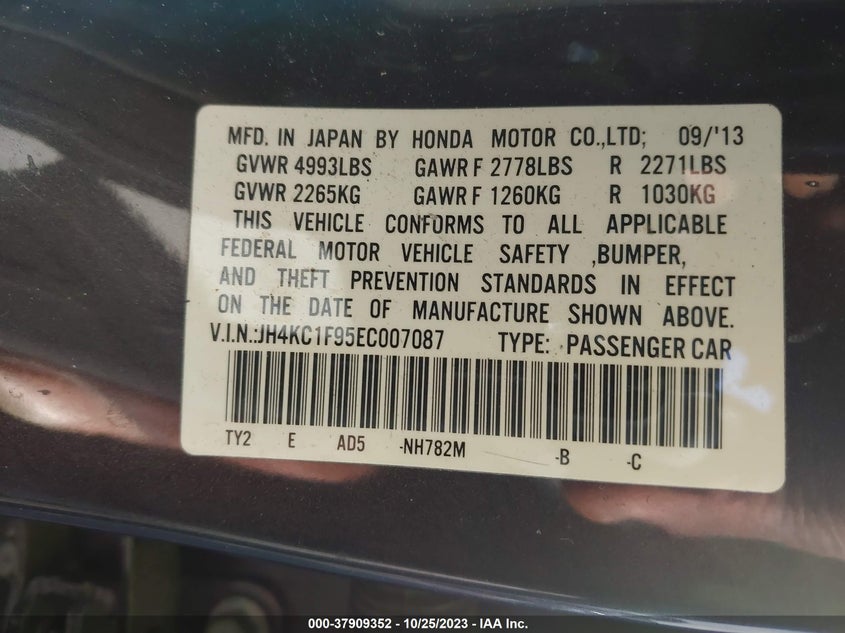 MFD. IN JAPAN BY HONDA MOTOR CO.,LTD; 09/'13
GVWR 4993LBS GAWR F 2778LBS R 2271LBS
GVWR 2265KG GAWR F 1260KG R 1030KG
THIS VEHICLE CONFORMS TO ALL APPLICABLE
FEDERAL MOTOR VEHICLE SAFETY ,BUMPER,
AND THEFT PREVENTION STANDARDS IN EFFECT
ON THE DATE OF MANUFACTURE SHOWN ABOVE.
V.I.N.:JH4KC1F95EC007087 TYPE: PASSENGER CAR
TY2 E AD5 -NH782M -B -C
000-37909352 - 10/25/2023 - IAA Inc.